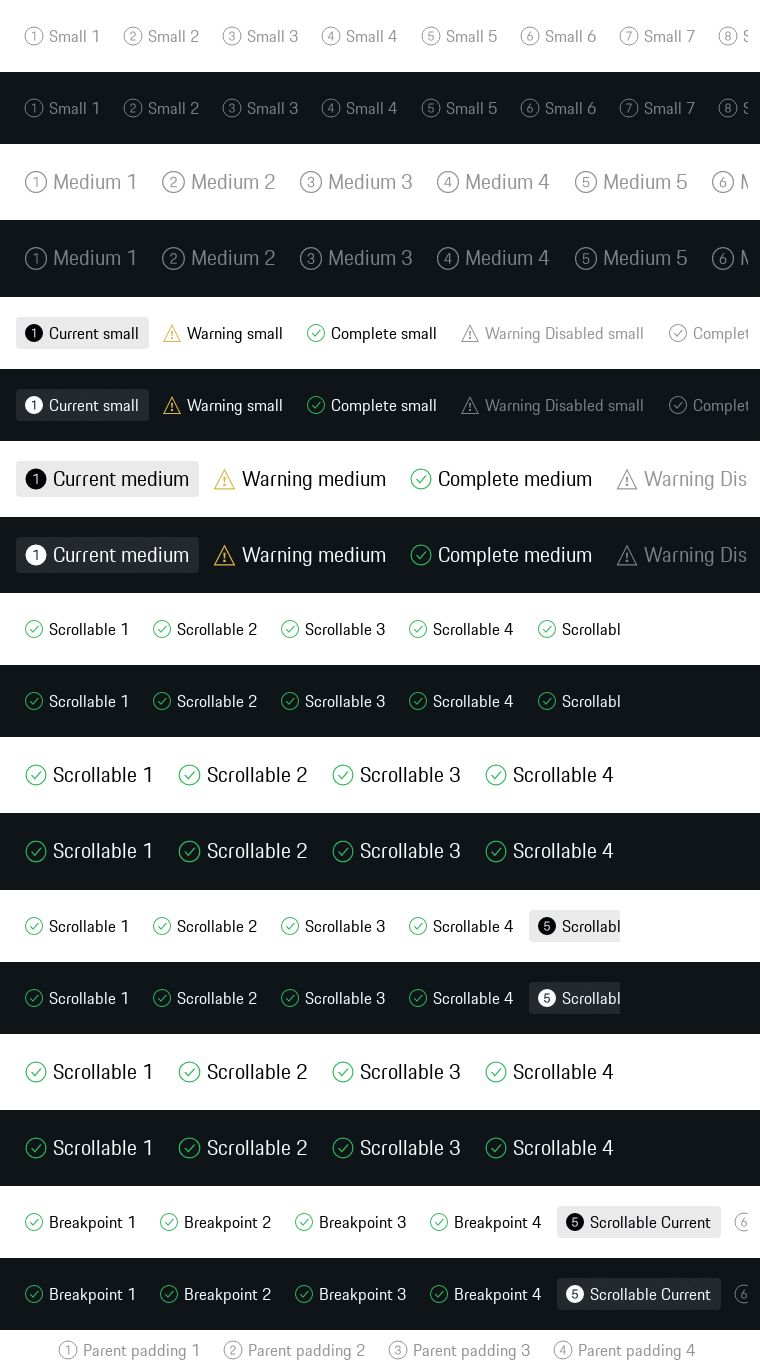 1 Small 1 2 Small 2 3 Small 3 4 Small 4 5 Small 5 6 Small 6 7 Small 7 8
1 Small 1 2 Small 2 3 Small 3 4 Small 4 5 Small 5 6 Small 6 7 Small 7 8
1 Medium 1 2 Medium 2 3 Medium 3 4 Medium 4 5 Medium 5 6
1 Medium 1 2 Medium 2 3 Medium 3 4 Medium 4 5 Medium 5 6
1 Current small Warning small Complete small Warning Disabled small Complet
1 Current small Warning small Complete small Warning Disabled small Complet
1 Current medium Warning medium Complete medium Warning Dis
1 Current medium Warning medium Complete medium Warning Dis
Scrollable 1 Scrollable 2 Scrollable 3 Scrollable 4 Scrollabl
Scrollable 1 Scrollable 2 Scrollable 3 Scrollable 4 Scrollabl
Scrollable 1 Scrollable 2 Scrollable 3 Scrollable 4
Scrollable 1 Scrollable 2 Scrollable 3 Scrollable 4
Scrollable 1 Scrollable 2 Scrollable 3 Scrollable 4 5 Scrollabl
Scrollable 1 Scrollable 2 Scrollable 3 Scrollable 4 5 Scrollabl
Scrollable 1 Scrollable 2 Scrollable 3 Scrollable 4
Scrollable 1 Scrollable 2 Scrollable 3 Scrollable 4
Breakpoint 1 Breakpoint 2 Breakpoint 3 Breakpoint 4 5 Scrollable Current 6
Breakpoint 1 Breakpoint 2 Breakpoint 3 Breakpoint 4 5 Scrollable Current 6
1 Parent padding 1 2 Parent padding 2 3 Parent padding 3 4 Parent padding 4